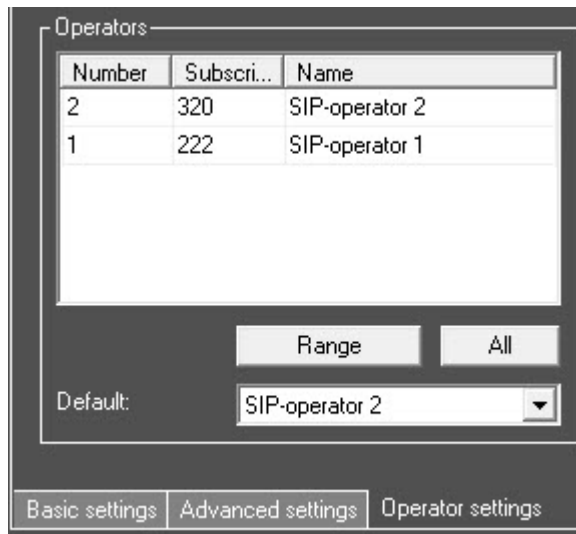 Operators
Number Subscri... Name
2 320 SIP-operator 2
1 222 SIP-operator 1
Range All
Default: SIP-operator 2
Basic settings Advanced settings Operator settings